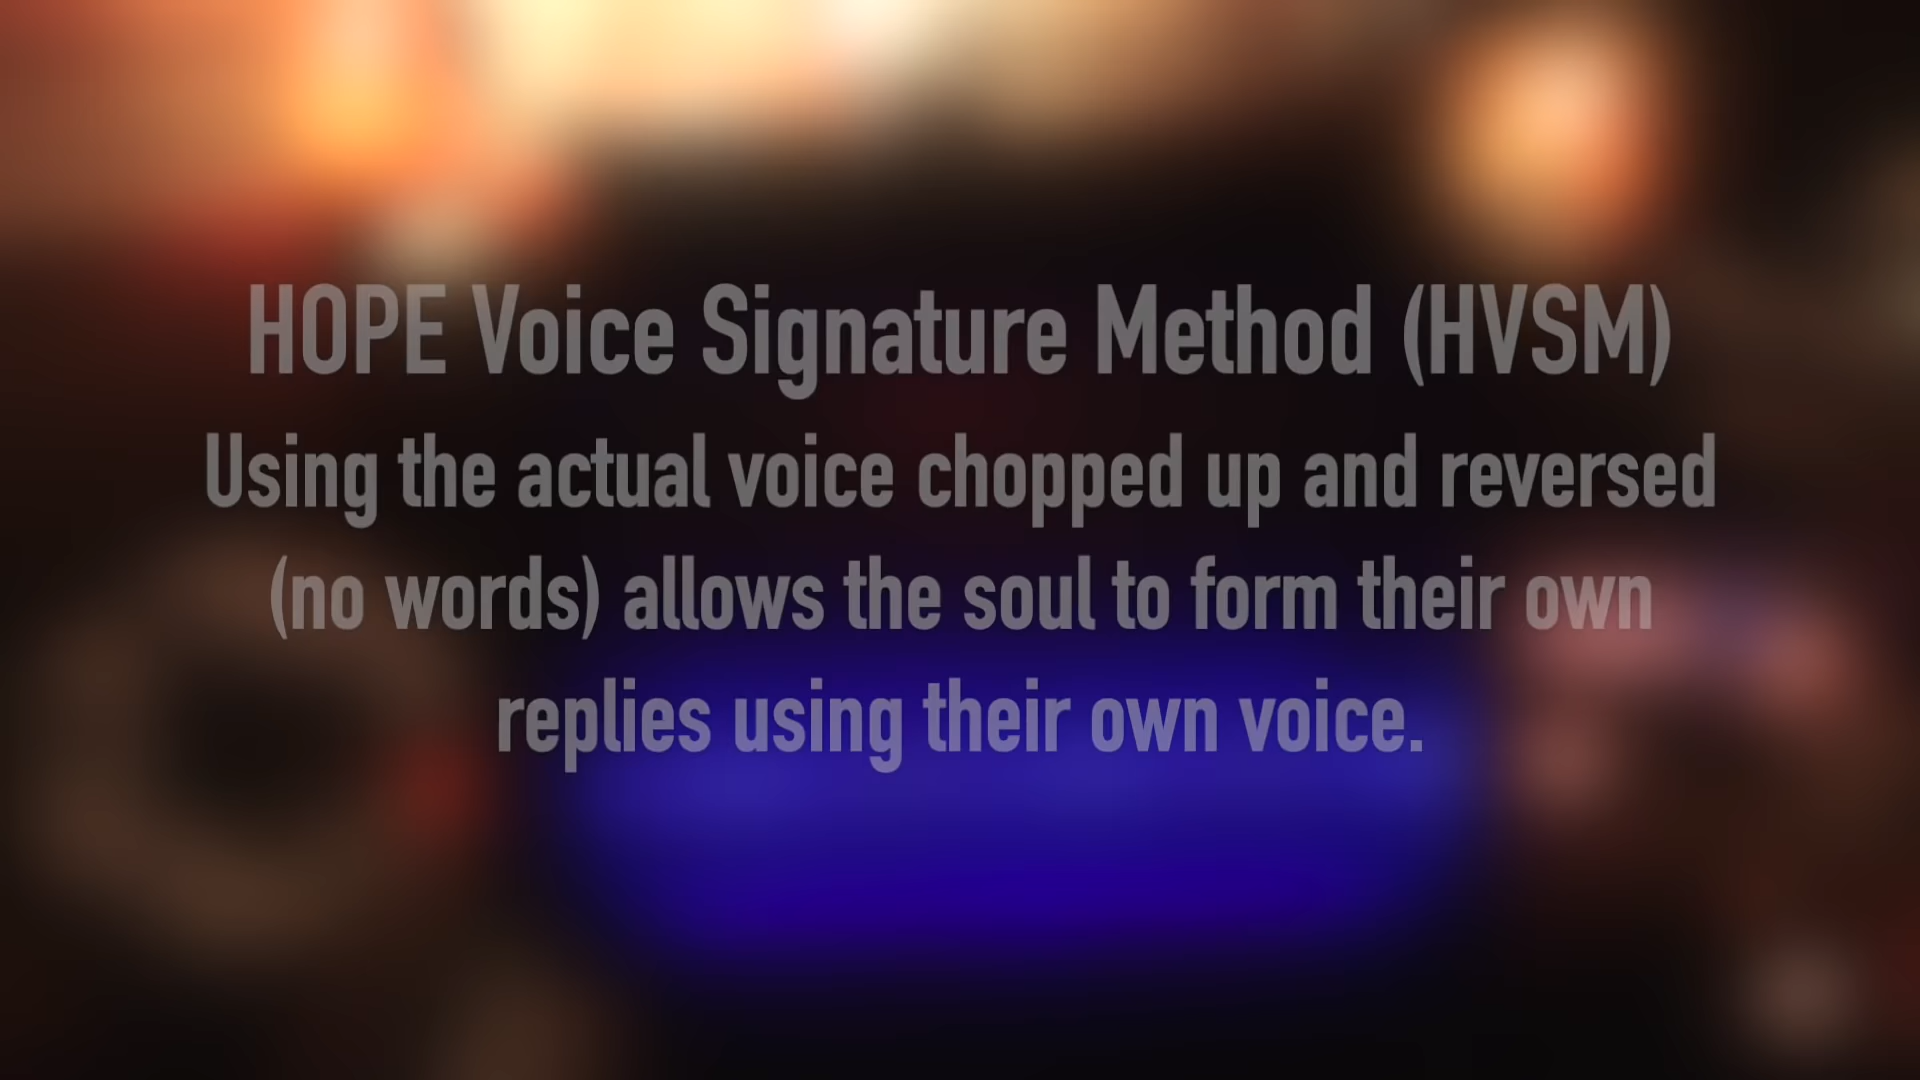 HOPE Voice Signature Method (HVSM)
Using the actual voice chopped up and reversed
(no words) allows the soul to form their own
replies using their own voice.